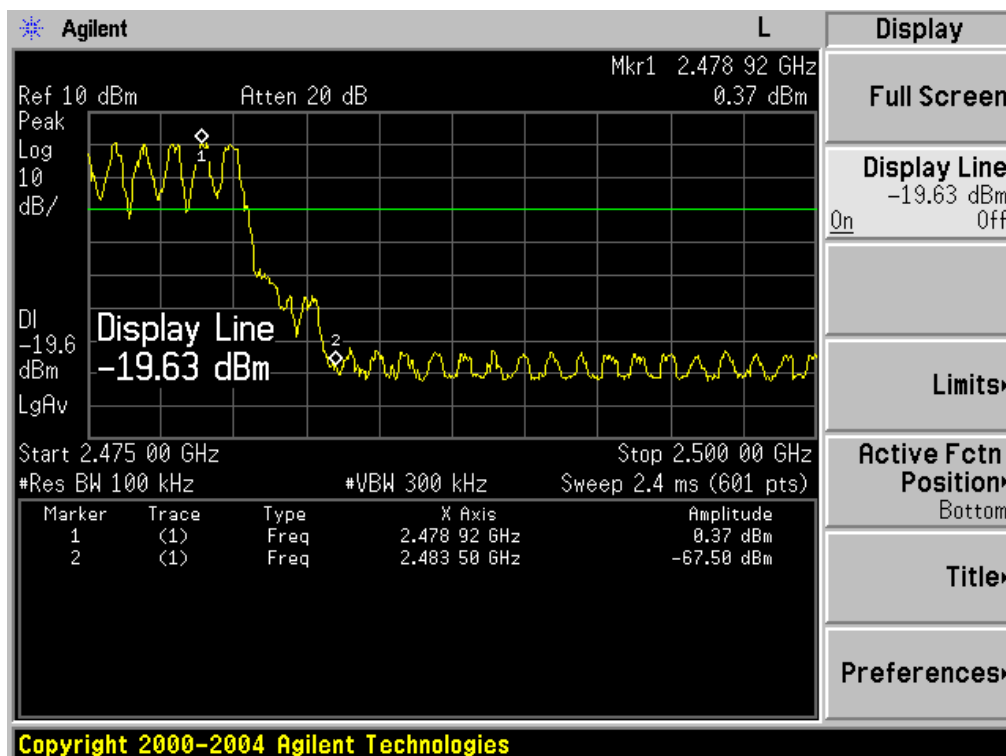 Agilent L
Mkr1 2.478 92 GHz
Ref 10 dBm Atten 20 dB 0.37 dBm
Peak
Log
10
dB/
1
DI
-19.6
dBm
LgAv
Display Line
-19.63 dBm
2
Start 2.475 00 GHz Stop 2.500 00 GHz
#Res BW 100 kHz #VBW 300 kHz Sweep 2.4 ms (601 pts)
Marker Trace Type X Axis Amplitude
1 (1) Freq 2.478 92 GHz 0.37 dBm
2 (1) Freq 2.483 50 GHz -67.50 dBm
Display
Full Screen
Display Line
-19.63 dBm
On Off
Limits
Active Fctn
Position
Bottom
Title
Preferences
Copyright 2000-2004 Agilent Technologies